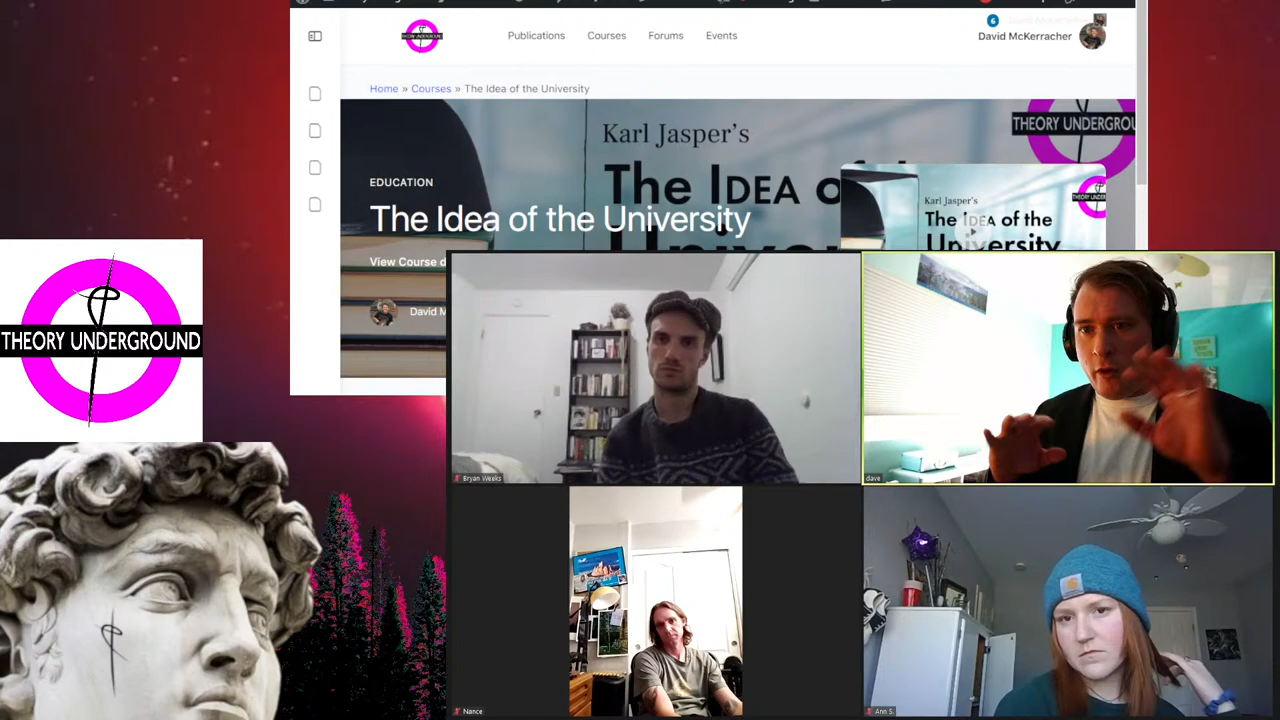 Publications Courses Forums Events
6
David McKerracher
Home » Courses » The Idea of the University
Karl Jasper's
THEORY UNDERGROU
The IDEA o
EDUCATION
The Idea of the University
Karl Jasper's
The IDEA of the
University
View Course d
David M
THEORY UNDERGROUND
Bryan Weeks
dave
Nance
Ann S.